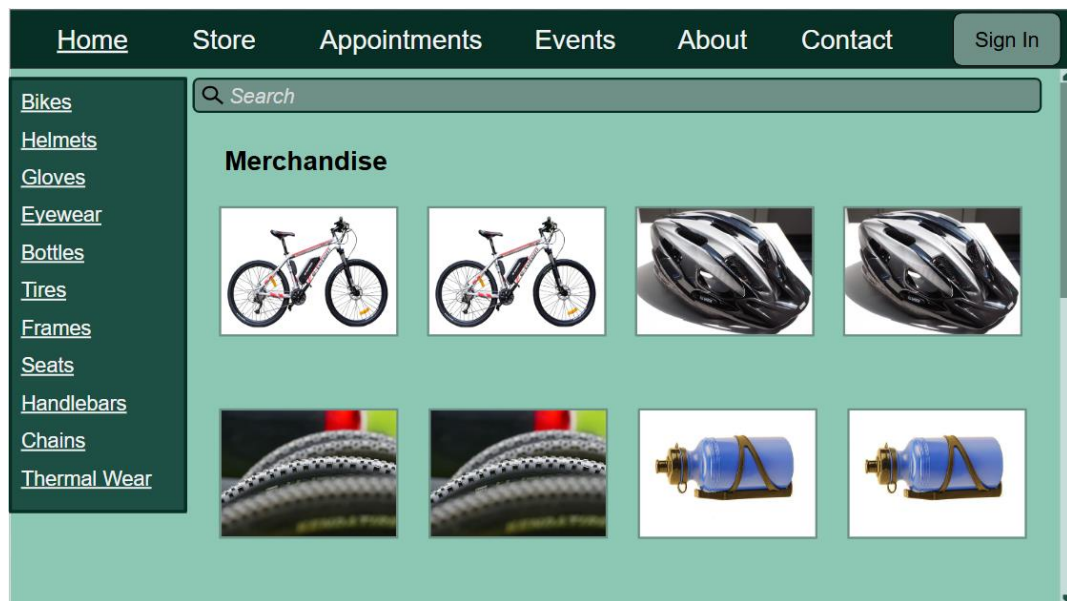 Home Store Appointments Events About Contact Sign In
Search
Bikes
Helmets
Gloves
Eyewear
Bottles
Tires
Frames
Seats
Handlebars
Chains
Thermal Wear
Merchandise